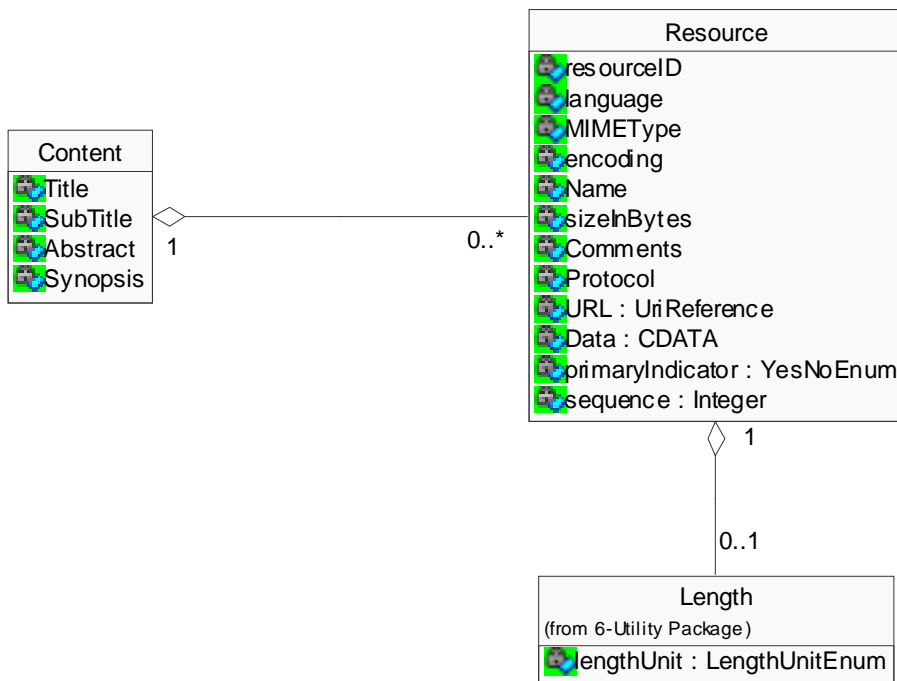 Resource
resourceID
language
MIMEType
encoding
Name
sizeInBytes
Comments
Protocol
URL : UriReference
Data : CDATA
primaryIndicator : YesNoEnum
sequence : Integer
Content
Title
SubTitle
Abstract
Synopsis
1
0..*
1
0..1
Length
(from 6-Utility Package)
lengthUnit : LengthUnitEnum